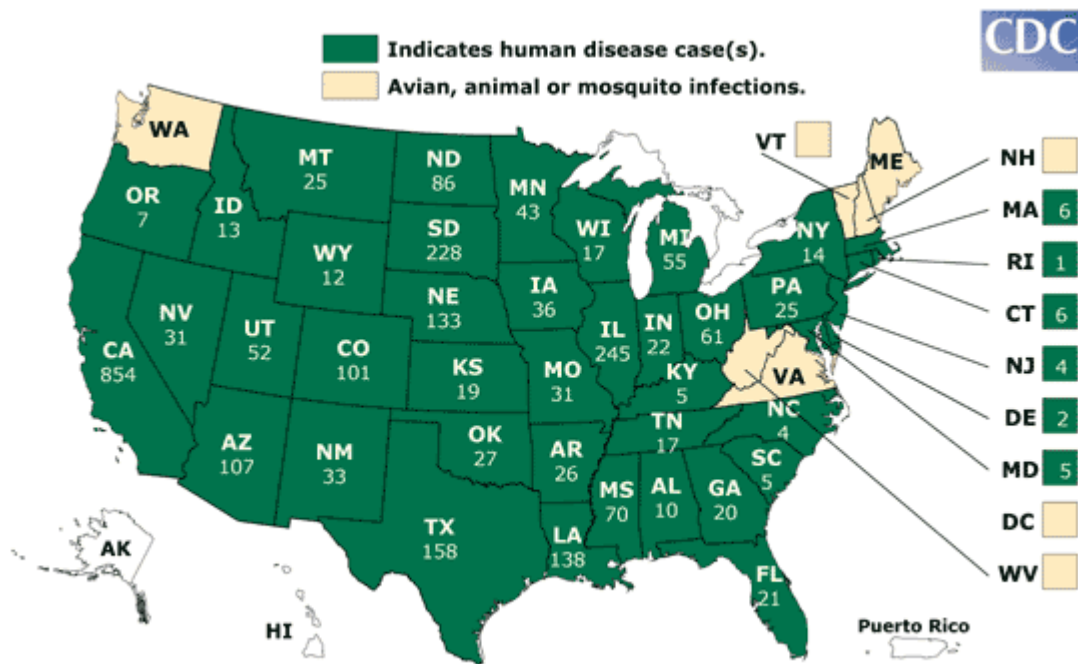 CDC
Indicates human disease case(s).
Avian, animal or mosquito infections.
WA
MT
25
ND
86
MN
43
VT
ME
NH
OR
7
ID
13
WY
12
SD
228
WI
17
MI
55
NY
14
MA 6
RI 1
CT 6
NJ 4
DE 2
MD 5
DC
WV
CA
854
NV
31
UT
52
CO
101
NE
133
IA
36
IL
245
IN
22
OH
61
PA
25
KS
19
MO
31
KY
5
VA
AZ
107
NM
33
OK
27
AR
26
TN
17
NC
4
SC
5
TX
158
LA
138
MS
70
AL
10
GA
20
FL
21
AK
HI
Puerto Rico